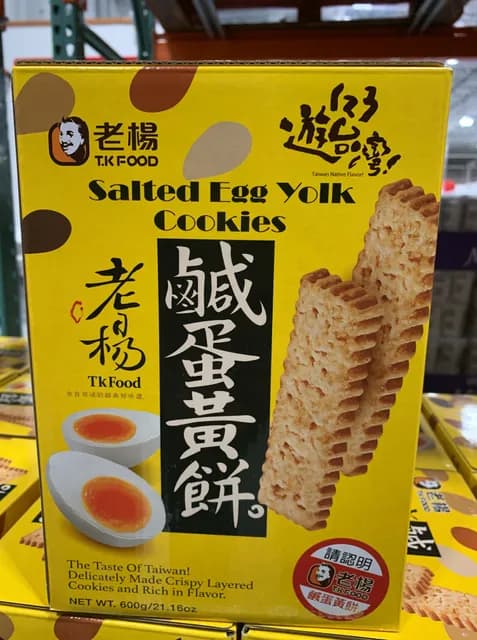 老楊
T.K FOOD
123
遊台灣!
Taiwan Native Flavor!
Salted Egg Yolk
Cookies
鹹蛋黃餅。
老楊
TkFood
The Taste Of Taiwan!
Delicately Made Crispy Layered
Cookies and Rich in Flavor.
NET WT. 600g/21.16oz.
請認明
老楊
T.K FOOD
鹹蛋黃餅